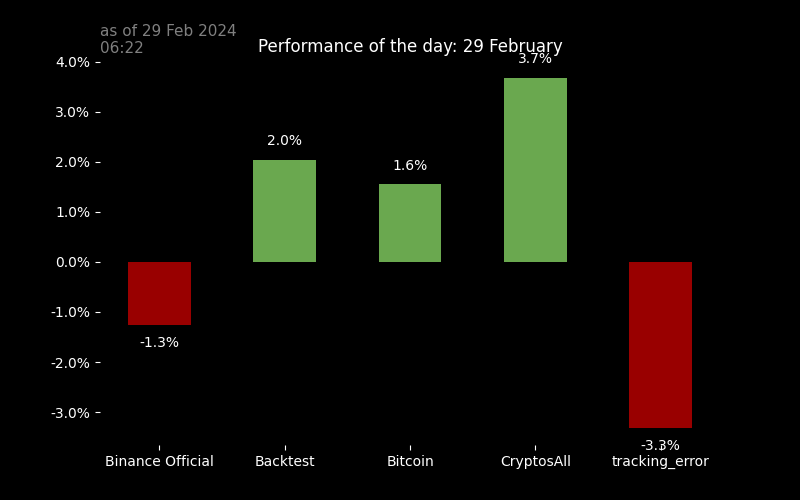 as of 29 Feb 2024
06:22
Performance of the day: 29 February
4.0%
3.7%
3.0%
2.0%
2.0%
1.6%
1.0%
0.0%
-1.0%
-1.3%
-2.0%
-3.0%
-3.3%
Binance Official
Backtest
Bitcoin
CryptosAll
tracking_error